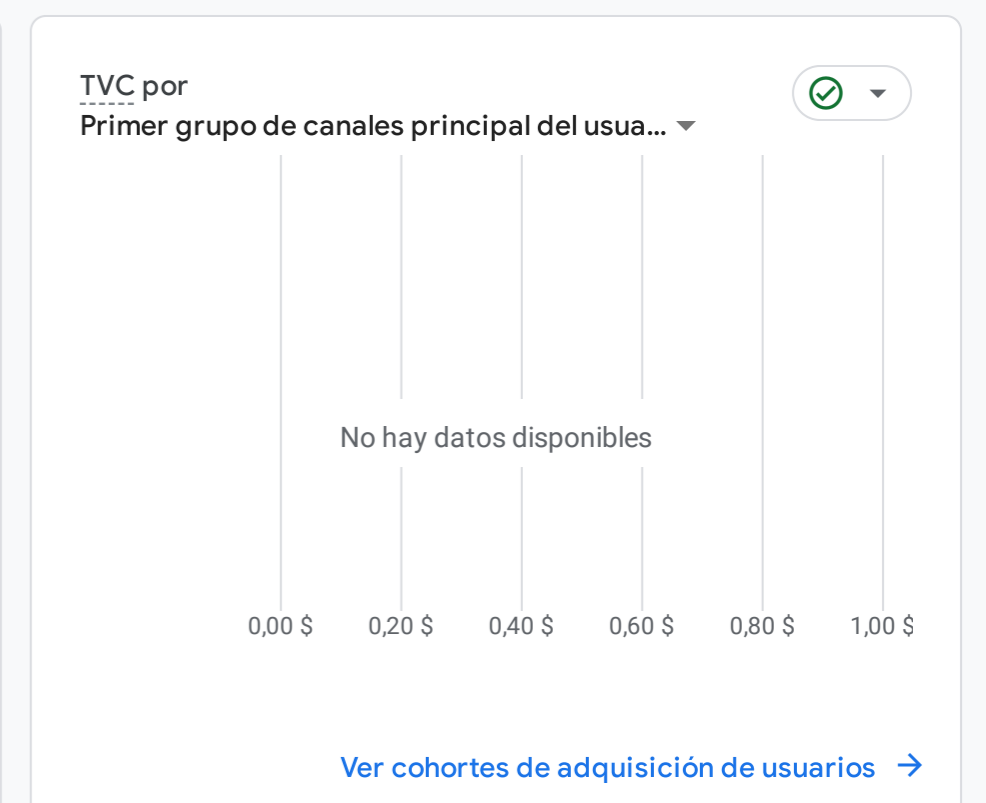 TVC por
Primer grupo de canales principal del usua...
No hay datos disponibles
0,00 $ 0,20 $ 0,40 $ 0,60 $ 0,80 $ 1,00 $
Ver cohortes de adquisición de usuarios